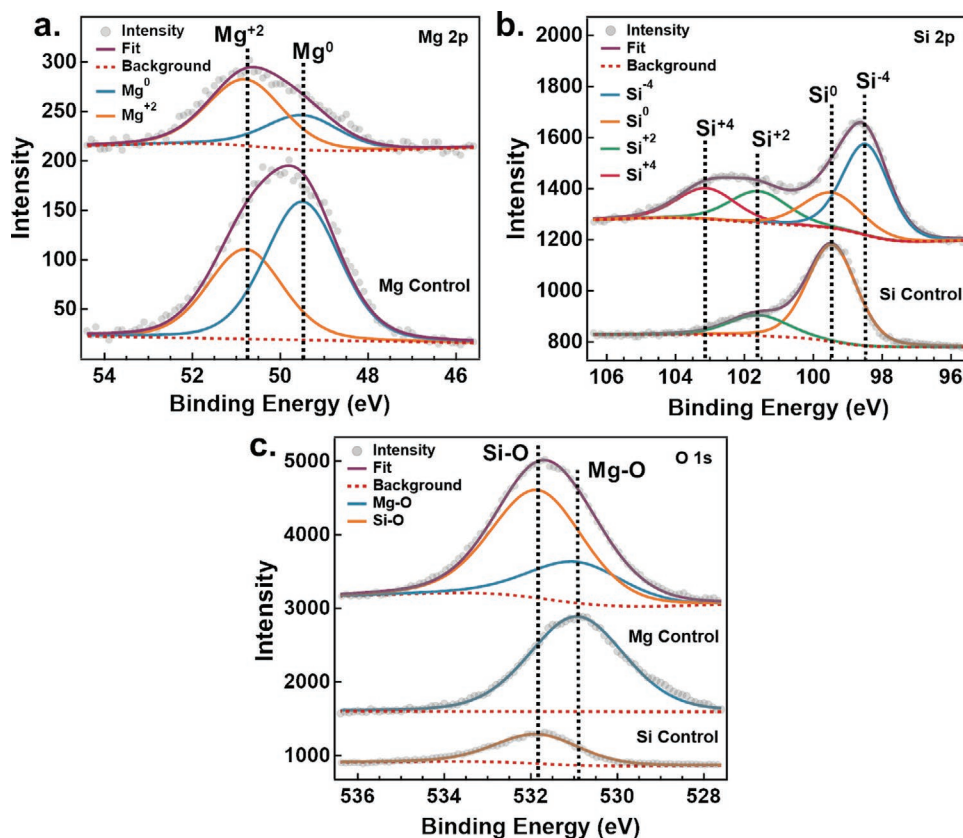 a.
Mg 2p
Intensity
Fit
Background
Mg0
Mg+2
Mg+2
Mg0
300
250
200
150
100
50
Intensity
Mg Control
54
52
50
48
46
Binding Energy (eV)
b.
Si 2p
Intensity
Fit
Background
Si-4
Si0
Si+2
Si+4
Si+4
Si+2
Si0
Si-4
2000
1800
1600
1400
1200
1000
800
Intensity
Si Control
106
104
102
100
98
96
Binding Energy (eV)
c.
O 1s
Intensity
Fit
Background
Mg-O
Si-O
Si-O
Mg-O
5000
4000
3000
2000
1000
Intensity
Mg Control
Si Control
536
534
532
530
528
Binding Energy (eV)